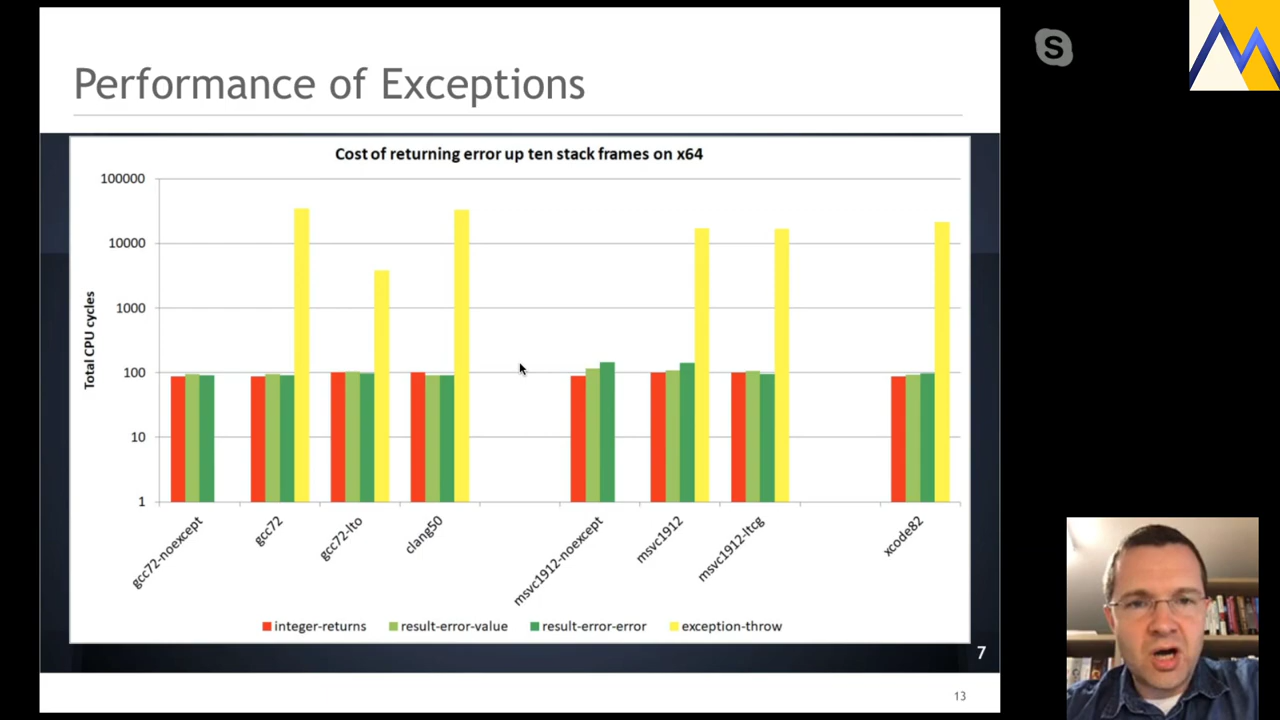 Performance of Exceptions
Cost of returning error up ten stack frames on x64
Total CPU cycles
100000
10000
1000
100
10
1
gcc72-noexcept
gcc72
gcc72-lto
clang50
msvc1912-noexcept
msvc1912
msvc1912-ltcg
xcode82
integer-returns result-error-value result-error-error exception-throw
7
13
S